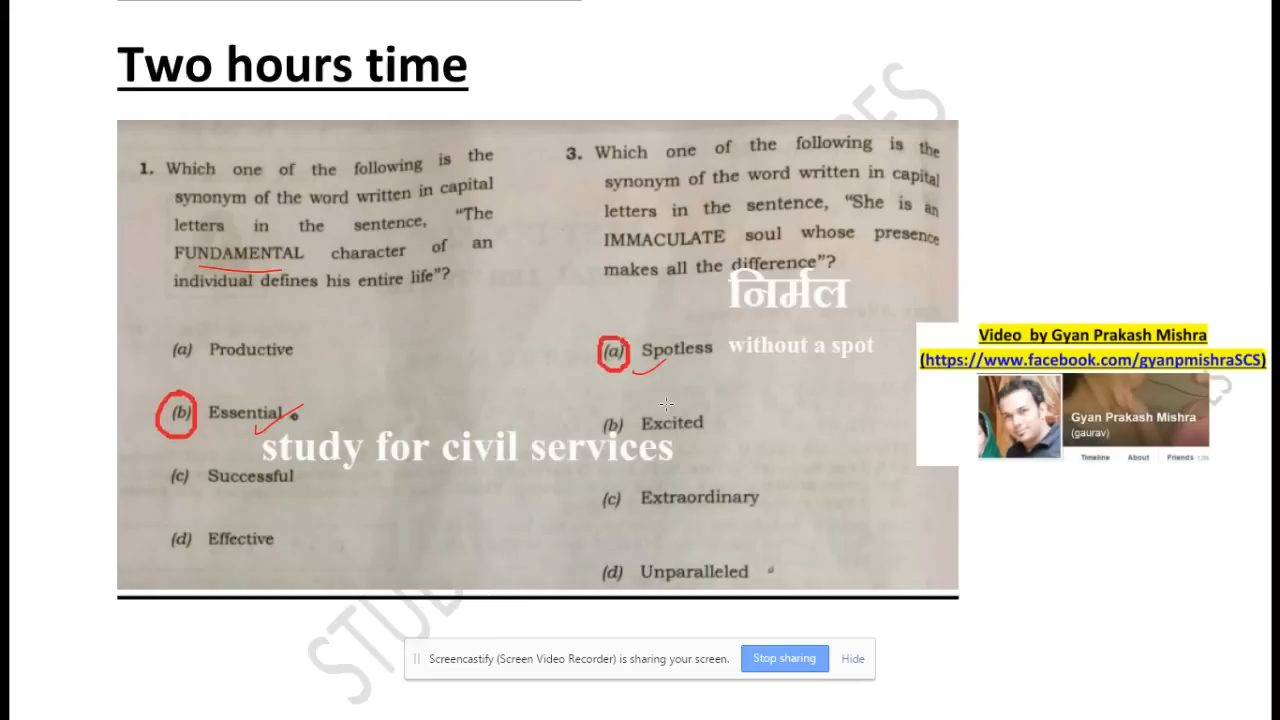 Two hours time
1. Which one of the following is the
synonym of the word written in capital
letters in the sentence, "The
FUNDAMENTAL character of an
individual defines his entire life"?
(a) Productive
(b) Essential
(c) Successful
(d) Effective
3. Which one of the following is the
synonym of the word written in capital
letters in the sentence, "She is an
IMMACULATE soul whose presence
makes all the difference"?
निर्मल
(a) Spotless
without a spot
(b) Excited
(c) Extraordinary
(d) Unparalleled
study for civil services
Video by Gyan Prakash Mishra
(https://www.facebook.com/gyanpmishraSCS)
Gyan Prakash Mishra
(gaurav)
Timeline About Friends
Screencastify (Screen Video Recorder) is sharing your screen.
Stop sharing
Hide